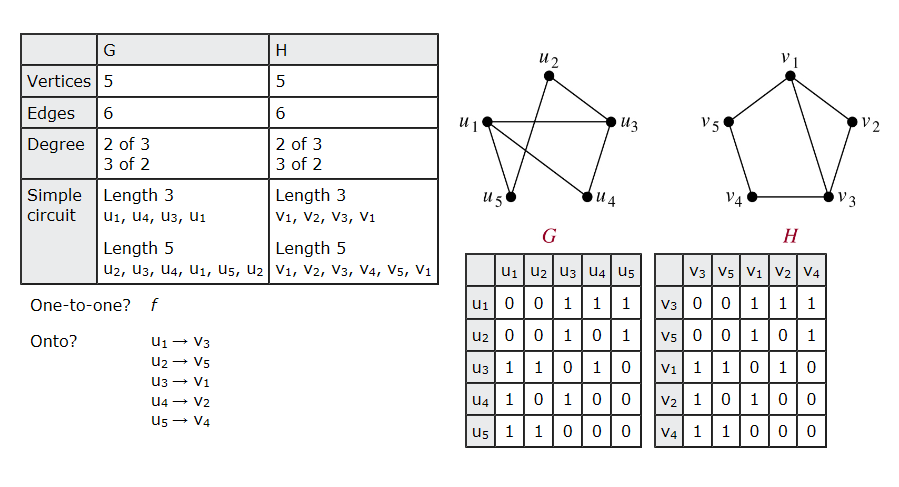 G H
Vertices 5 5
Edges 6 6
Degree 2 of 3 2 of 3
3 of 2 3 of 2
Simple Length 3 Length 3
circuit u₁, u₄, u₃, u₁ v₁, v₂, v₃, v₁
Length 5 Length 5
u₂, u₃, u₄, u₁, u₅, u₂ v₁, v₂, v₃, v₄, v₅, v₁
One-to-one? f
Onto?
u₁ → v₃
u₂ → v₅
u₃ → v₁
u₄ → v₂
u₅ → v₄
u₂
u₁ u₃
u₅ u₄
G
v₁
v₅ v₂
v₄ v₃
H
u₁ u₂ u₃ u₄ u₅
u₁ 0 0 1 1 1
u₂ 0 0 1 0 1
u₃ 1 1 0 1 0
u₄ 1 0 1 0 0
u₅ 1 1 0 0 0
v₃ v₅ v₁ v₂ v₄
v₃ 0 0 1 1 1
v₅ 0 0 1 0 1
v₁ 1 1 0 1 0
v₂ 1 0 1 0 0
v₄ 1 1 0 0 0